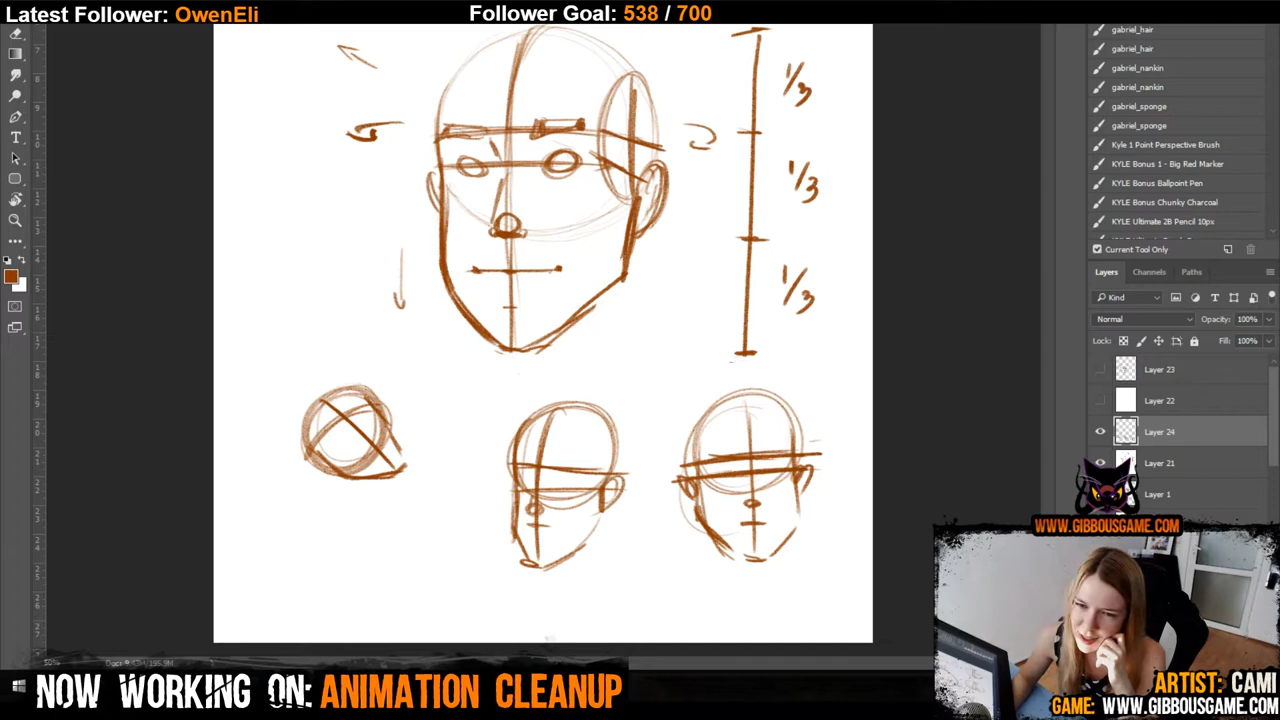 Latest Follower: OwenEli
Follower Goal: 538 / 700
gabriel_hair
gabriel_hair
gabriel_nankin
gabriel_nankin
gabriel_sponge
gabriel_sponge
Kyle 1 Point Perspective Brush
KYLE Bonus 1 - Big Red Marker
KYLE Bonus Ballpoint Pen
KYLE Bonus Chunky Charcoal
KYLE Ultimate 2B Pencil 10px
Current Tool Only
Layers Channels Paths
Kind
Normal Opacity: 100%
Lock: Fill: 100%
Layer 23
Layer 22
Layer 24
Layer 21
Layer 1
1/3
1/3
1/3
WWW.GIBBOUSGAME.COM
50%
NOW WORKING ON: ANIMATION CLEANUP
ARTIST: CAMI
GAME: WWW.GIBBOUSGAME.COM